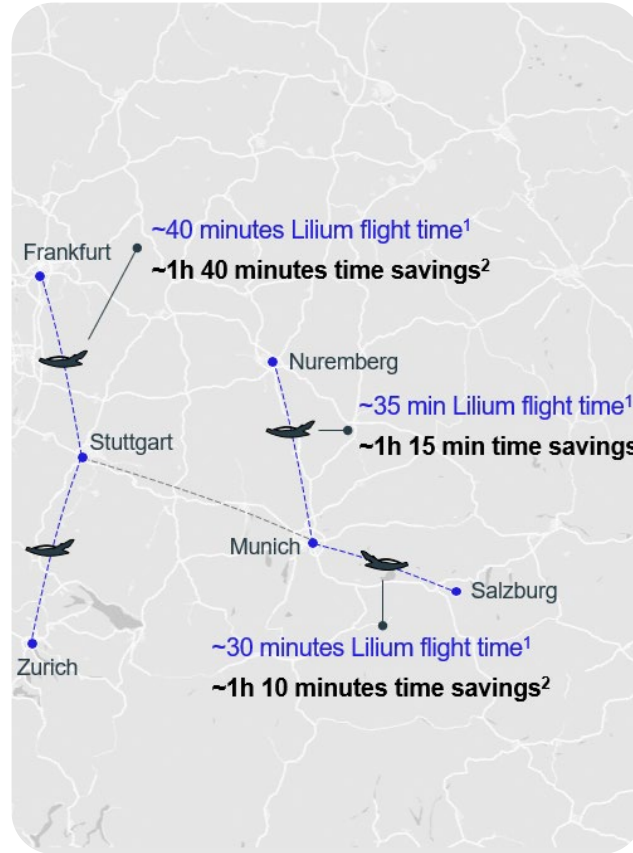 ~40 minutes Lilium flight time¹
Frankfurt
~1h 40 minutes time savings²
Nuremberg
~35 min Lilium flight time¹
Stuttgart
~1h 15 min time savings
Munich
Salzburg
~30 minutes Lilium flight time¹
Zurich
~1h 10 minutes time savings²